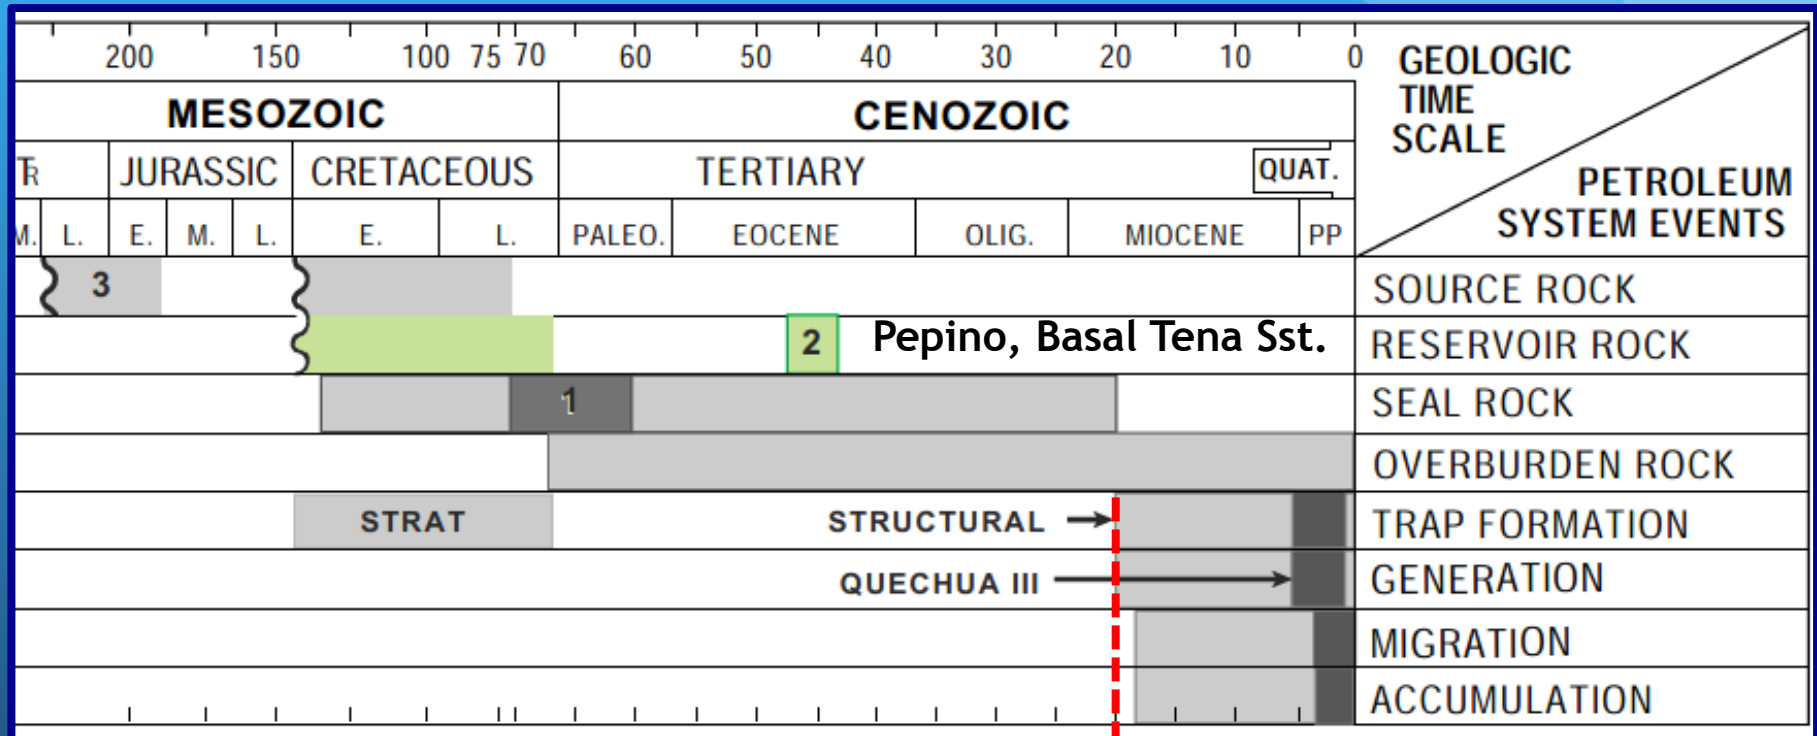 200 150 100 75 70 60 50 40 30 20 10 0
GEOLOGIC
TIME
SCALE
PETROLEUM
SYSTEM EVENTS
MESOZOIC CENOZOIC
TR JURASSIC CRETACEOUS TERTIARY QUAT.
M. L. E. M. L. E. L. PALEO. EOCENE OLIG. MIOCENE PP
3 SOURCE ROCK
2 Pepino, Basal Tena Sst. RESERVOIR ROCK
1 SEAL ROCK
OVERBURDEN ROCK
STRAT STRUCTURAL TRAP FORMATION
QUECHUA III GENERATION
MIGRATION
ACCUMULATION